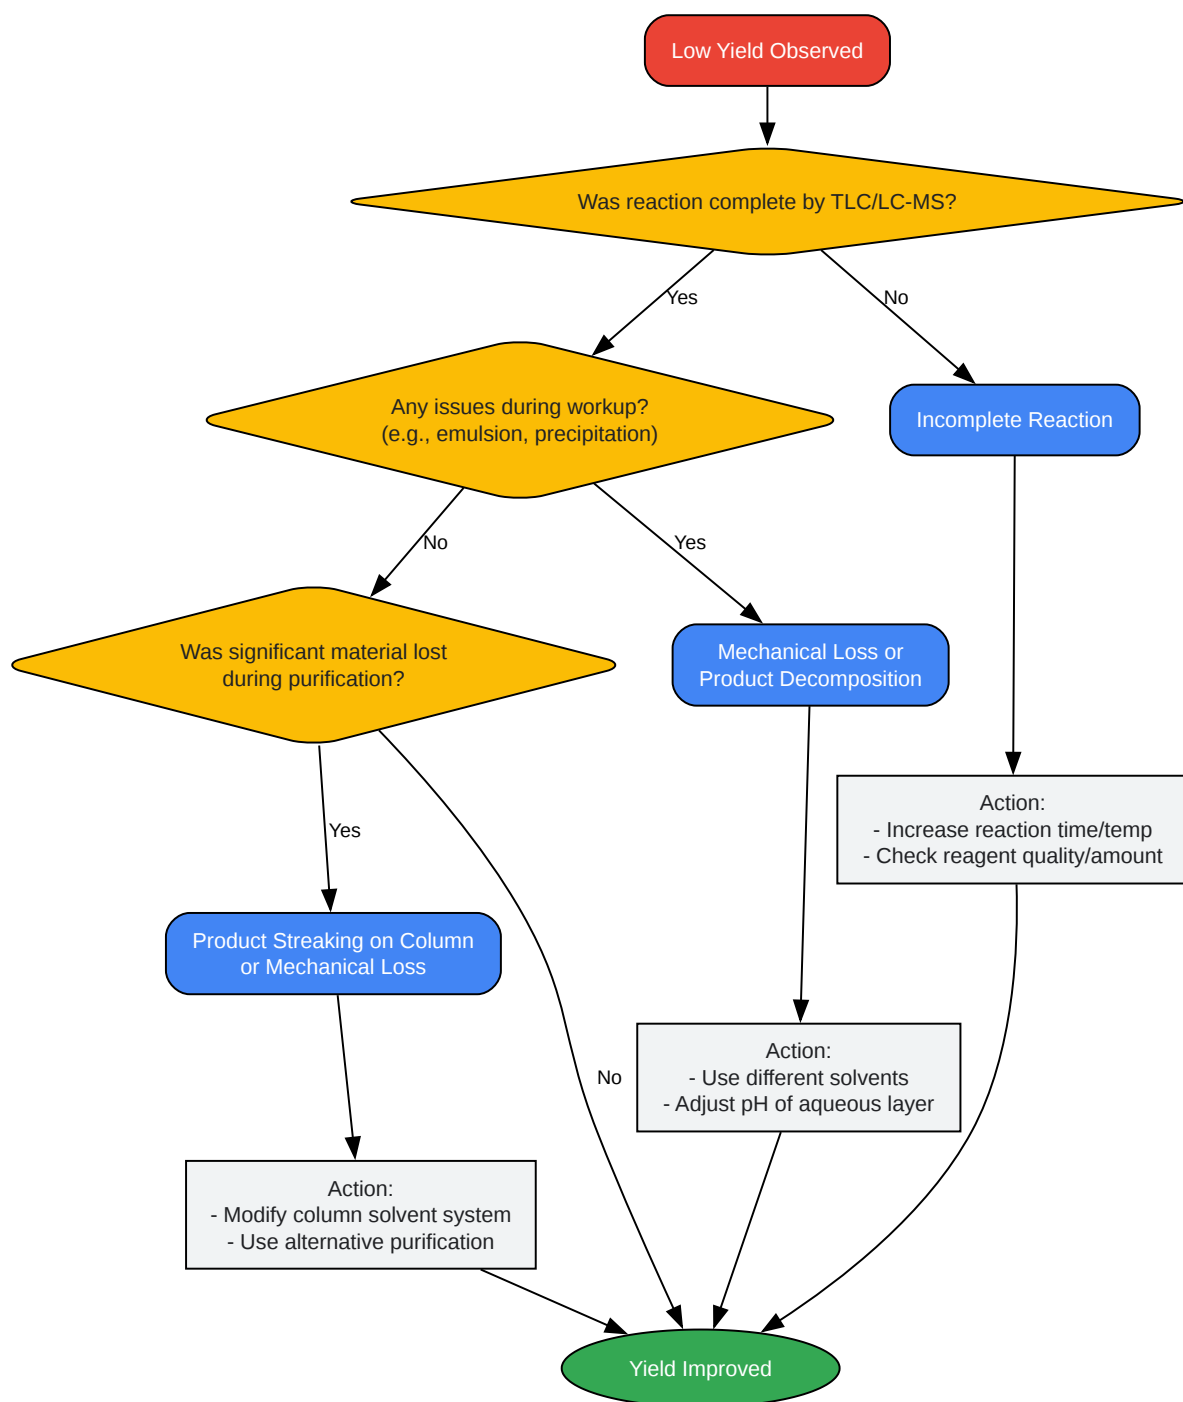 Low Yield Observed
Was reaction complete by TLC/LC-MS?
Yes
No
Any issues during workup?
(e.g., emulsion, precipitation)
Incomplete Reaction
No
Yes
Was significant material lost
during purification?
Mechanical Loss or
Product Decomposition
Action:
- Increase reaction time/temp
- Check reagent quality/amount
Yes
Product Streaking on Column
or Mechanical Loss
No
Action:
- Use different solvents
- Adjust pH of aqueous layer
Action:
- Modify column solvent system
- Use alternative purification
Yield Improved